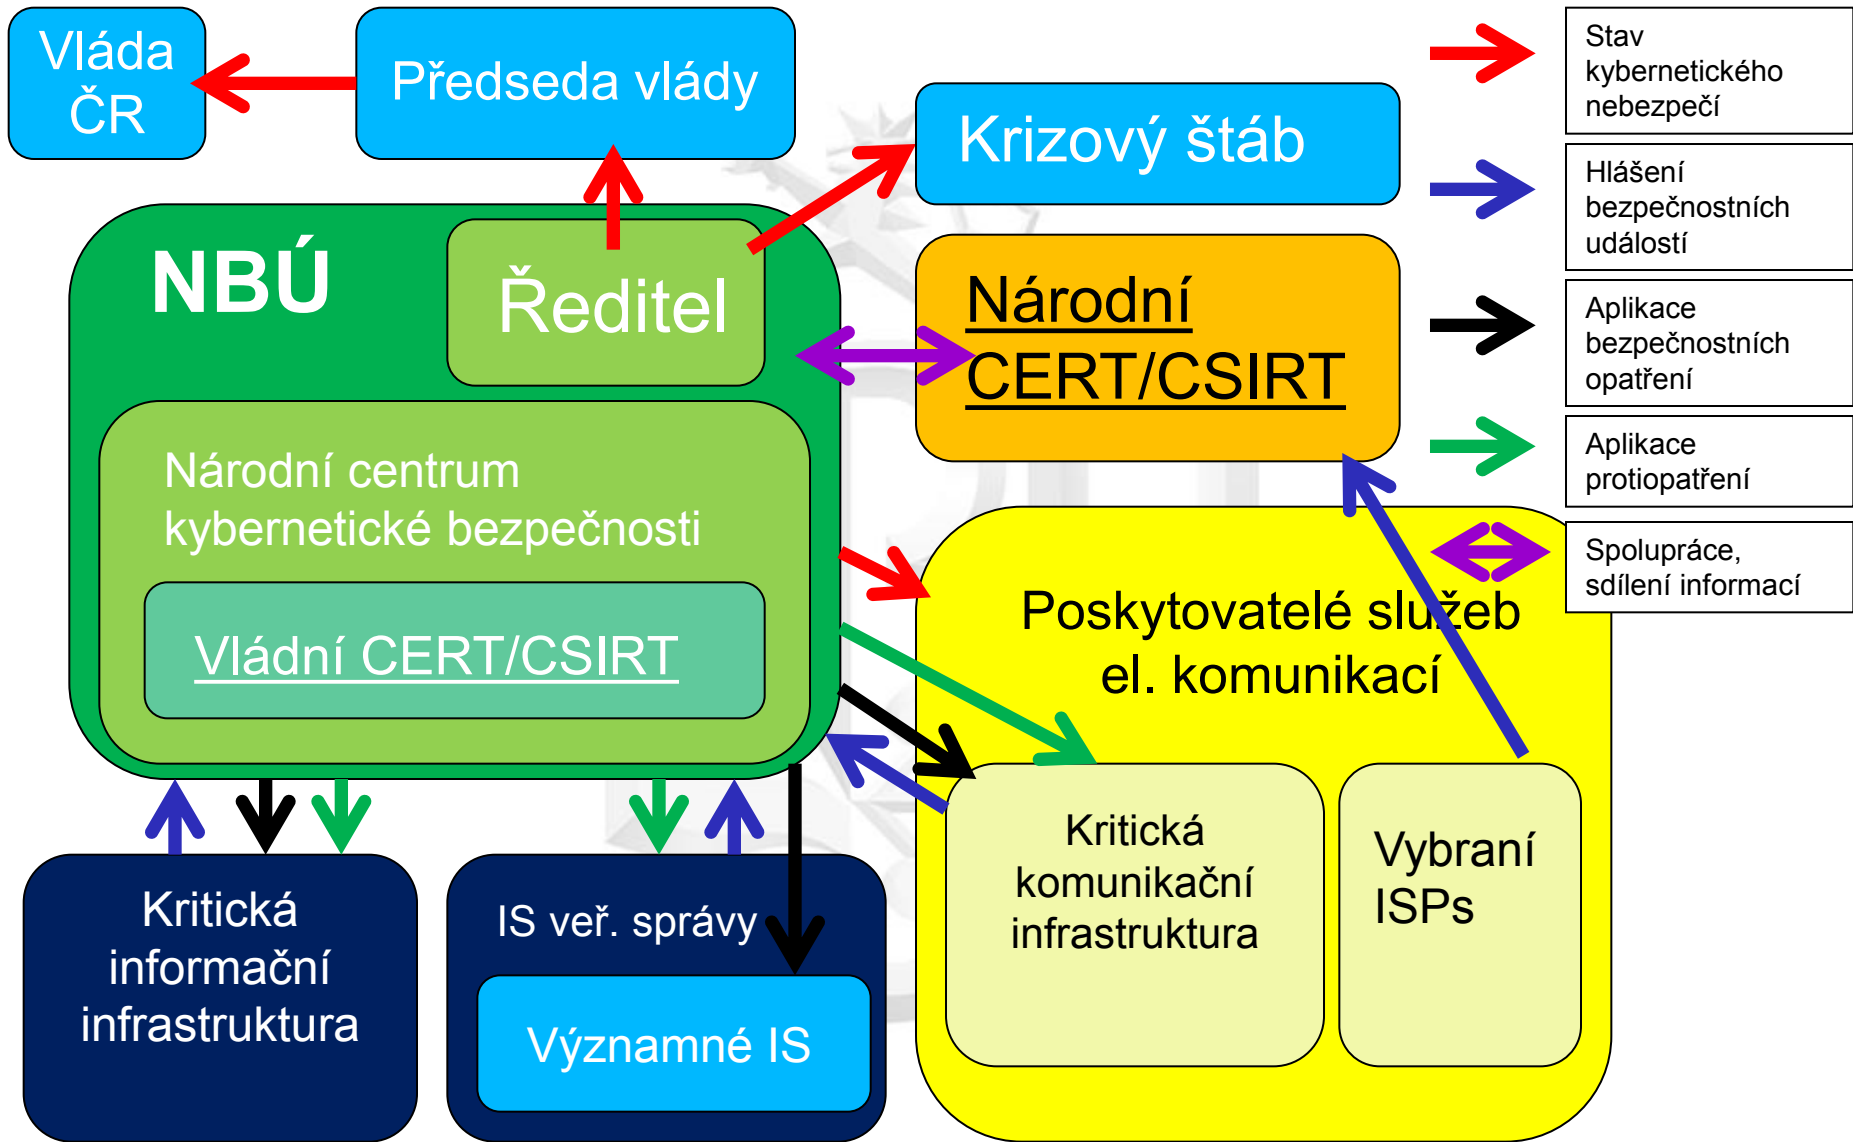 Vláda
ČR
Předseda vlády
Krizový štáb
NBÚ
Ředitel
Národní
CERT/CSIRT
Národní centrum
kybernetické bezpečnosti
Vládní CERT/CSIRT
Poskytovatelé služeb
el. komunikací
Kritická
informační
infrastruktura
IS veř. správy
Významné IS
Kritická
komunikační
infrastruktura
Vybraní
ISPs
Stav
kybernetického
nebezpečí
Hlášení
bezpečnostních
událostí
Aplikace
bezpečnostních
opatření
Aplikace
protiopatření
Spolupráce,
sdílení informací